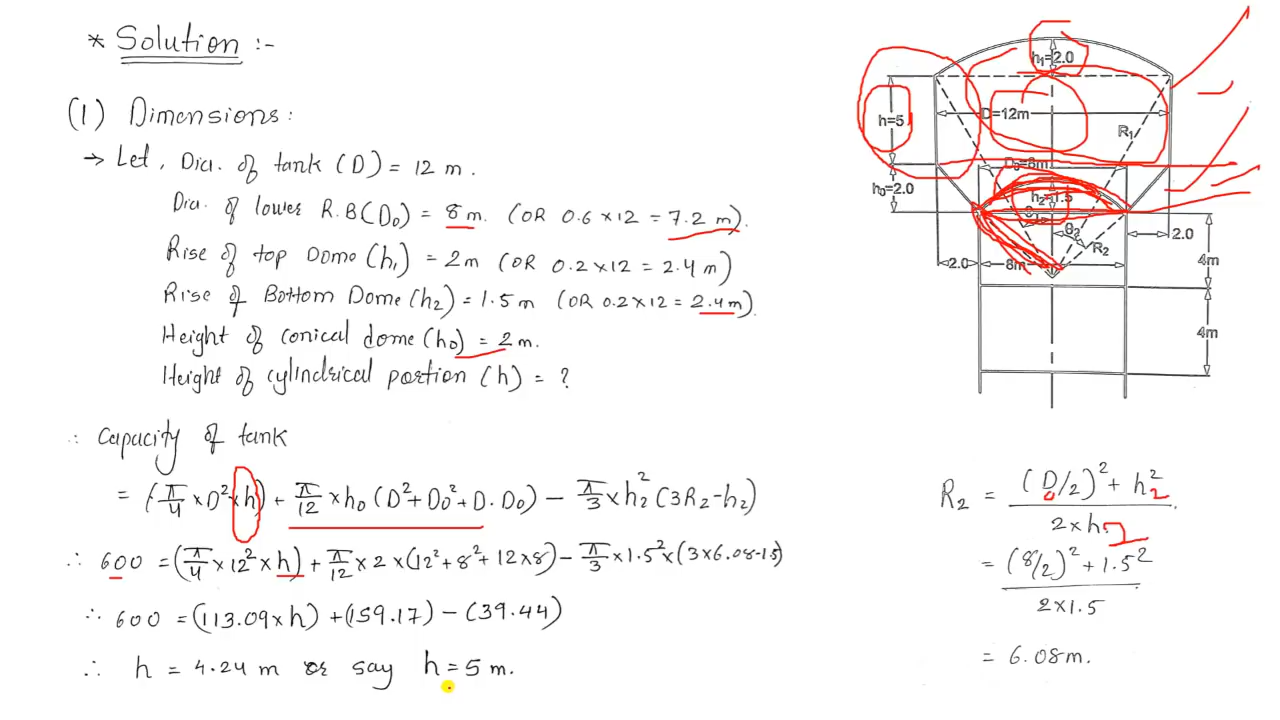 * Solution :-
(1) Dimensions :
→ Let, Dia. of tank (D) = 12 m.
Dia. of lower R.B (D₀) = 8 m. (OR 0.6 × 12 = 7.2 m).
Rise of top Dome (h₁) = 2 m (OR 0.2 × 12 = 2.4 m)
Rise of Bottom Dome (h₂) = 1.5 m (OR 0.2 × 12 = 2.4 m).
Height of conical dome (h₀) = 2 m.
Height of cylindrical portion (h) = ?
∴ Capacity of tank
= (π/4 × D² × h) + π/12 × h₀ (D² + D₀² + D. D₀) − π/3 × h₂² (3R₂ − h₂)
∴ 600 = (π/4 × 12² × h) + π/12 × 2 × (12² + 8² + 12 × 8) − π/3 × 1.5² × (3 × 6.08 - 1.5)
∴ 600 = (113.09 × h) + (159.17) − (39.44)
∴ h = 4.24 m or say h = 5 m.
h₁=2.0
h=5
D=12m
R₁
D₀=8m
h₀=2.0
h₂=1.5
θ₁
θ₂
R₂
2.0
2.0
8m
4m
4m
R₂ = (D₀/2)² + h₂² / 2 × h₂
= (8/2)² + 1.5² / 2 × 1.5
= 6.08 m.